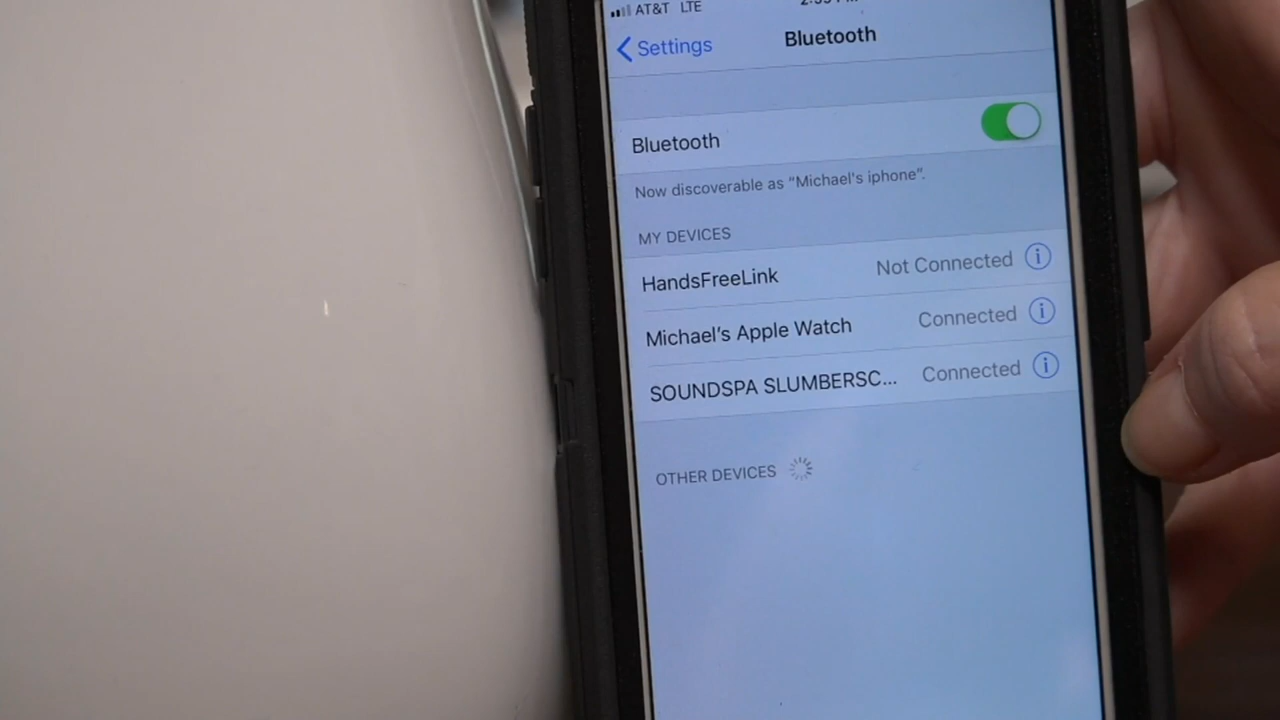 AT&T LTE
Settings Bluetooth
Bluetooth
Now discoverable as “Michael's iphone”.
MY DEVICES
HandsFreeLink Not Connected
Michael's Apple Watch Connected
SOUNDSPA SLUMBERSC... Connected
OTHER DEVICES